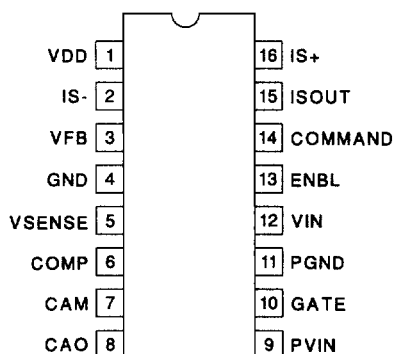 VDD 1 16 IS+
IS- 2 15 ISOUT
VFB 3 14 COMMAND
GND 4 13 ENBL
VSENSE 5 12 VIN
COMP 6 11 PGND
CAM 7 10 GATE
CAO 8 9 PVIN